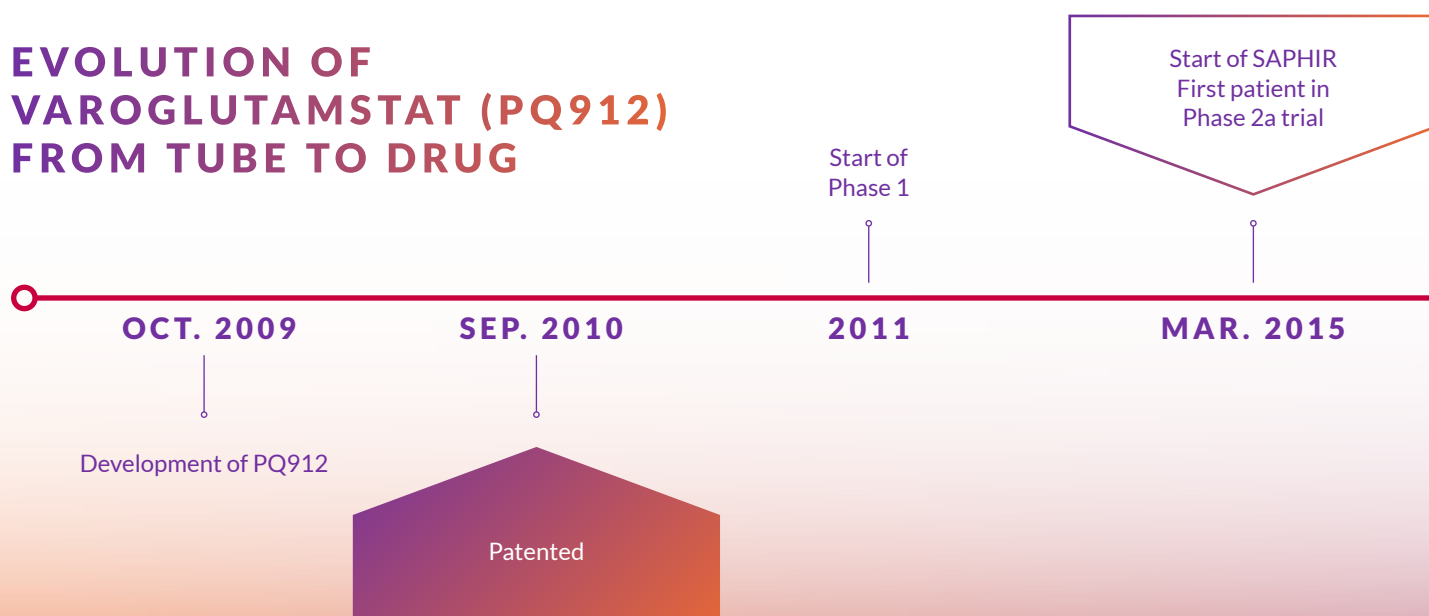 EVOLUTION OF
VAROGLUTAMSTAT (PQ912)
FROM TUBE TO DRUG
Start of
Phase 1
Start of SAPHIR
First patient in
Phase 2a trial
OCT. 2009
SEP. 2010
2011
MAR. 2015
Development of PQ912
Patented